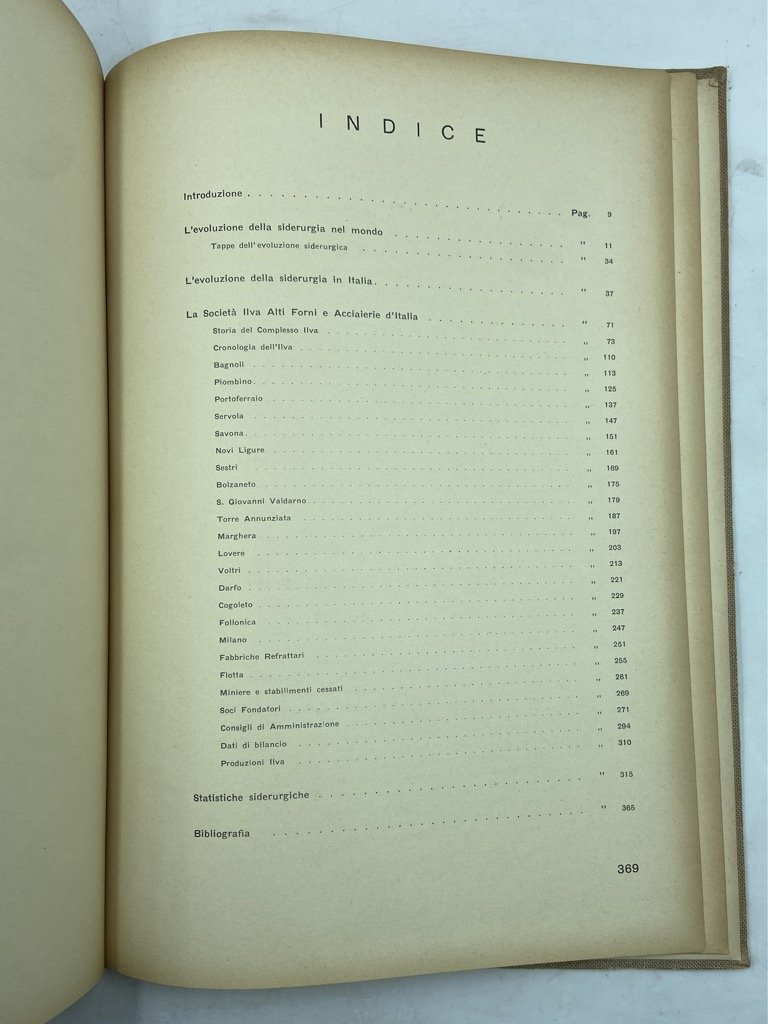 INDICE
Introduzione . . . . . . . . . . Pag. 9
L'evoluzione della siderurgia nel mondo . . . . . . . . . . " 11
Tappe dell'evoluzione siderurgica . . . . . . . . . . " 34
L'evoluzione della siderurgia in Italia . . . . . . . . . . " 37
La Società Ilva Alti Forni e Acciaierie d'Italia . . . . . . . . . . " 71
Storia del Complesso Ilva . . . . . . . . . . " 73
Cronologia dell'Ilva . . . . . . . . . . " 110
Bagnoli . . . . . . . . . . " 113
Piombino . . . . . . . . . . " 125
Portoferraio . . . . . . . . . . " 137
Servola . . . . . . . . . . " 147
Savona . . . . . . . . . . " 151
Novi Ligure . . . . . . . . . . " 161
Sestri . . . . . . . . . . " 169
Bolzaneto . . . . . . . . . . " 175
S. Giovanni Valdarno . . . . . . . . . . " 179
Torre Annunziata . . . . . . . . . . " 187
Marghera . . . . . . . . . . " 197
Lovere . . . . . . . . . . " 203
Voltri . . . . . . . . . . " 213
Darfo . . . . . . . . . . " 221
Cogoleto . . . . . . . . . . " 229
Follonica . . . . . . . . . . " 237
Milano . . . . . . . . . . " 247
Fabbriche Refrattari . . . . . . . . . . " 251
Flotta . . . . . . . . . . " 255
Miniere e stabilimenti cessati . . . . . . . . . . " 261
Soci Fondatori . . . . . . . . . . " 269
Consigli di Amministrazione . . . . . . . . . . " 271
Dati di bilancio . . . . . . . . . . " 294
Produzioni Ilva . . . . . . . . . . " 310
Statistiche siderurgiche . . . . . . . . . . " 315
Bibliografia . . . . . . . . . . " 365
369